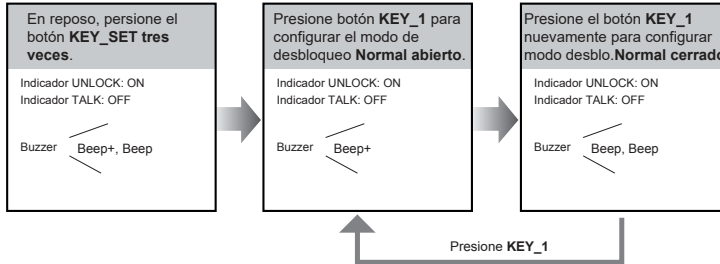 En reposo, persione el
botón KEY_SET tres
veces.
Indicador UNLOCK: ON
Indicador TALK: OFF
Buzzer Beep+, Beep
Presione botón KEY_1 para
configurar el modo de
desbloqueo Normal abierto.
Indicador UNLOCK: ON
Indicador TALK: OFF
Buzzer Beep+
Presione el botón KEY_1
nuevamente para configurar
modo desblo.Normal cerrado
Indicador UNLOCK: ON
Indicador TALK: OFF
Buzzer Beep, Beep
Presione KEY_1